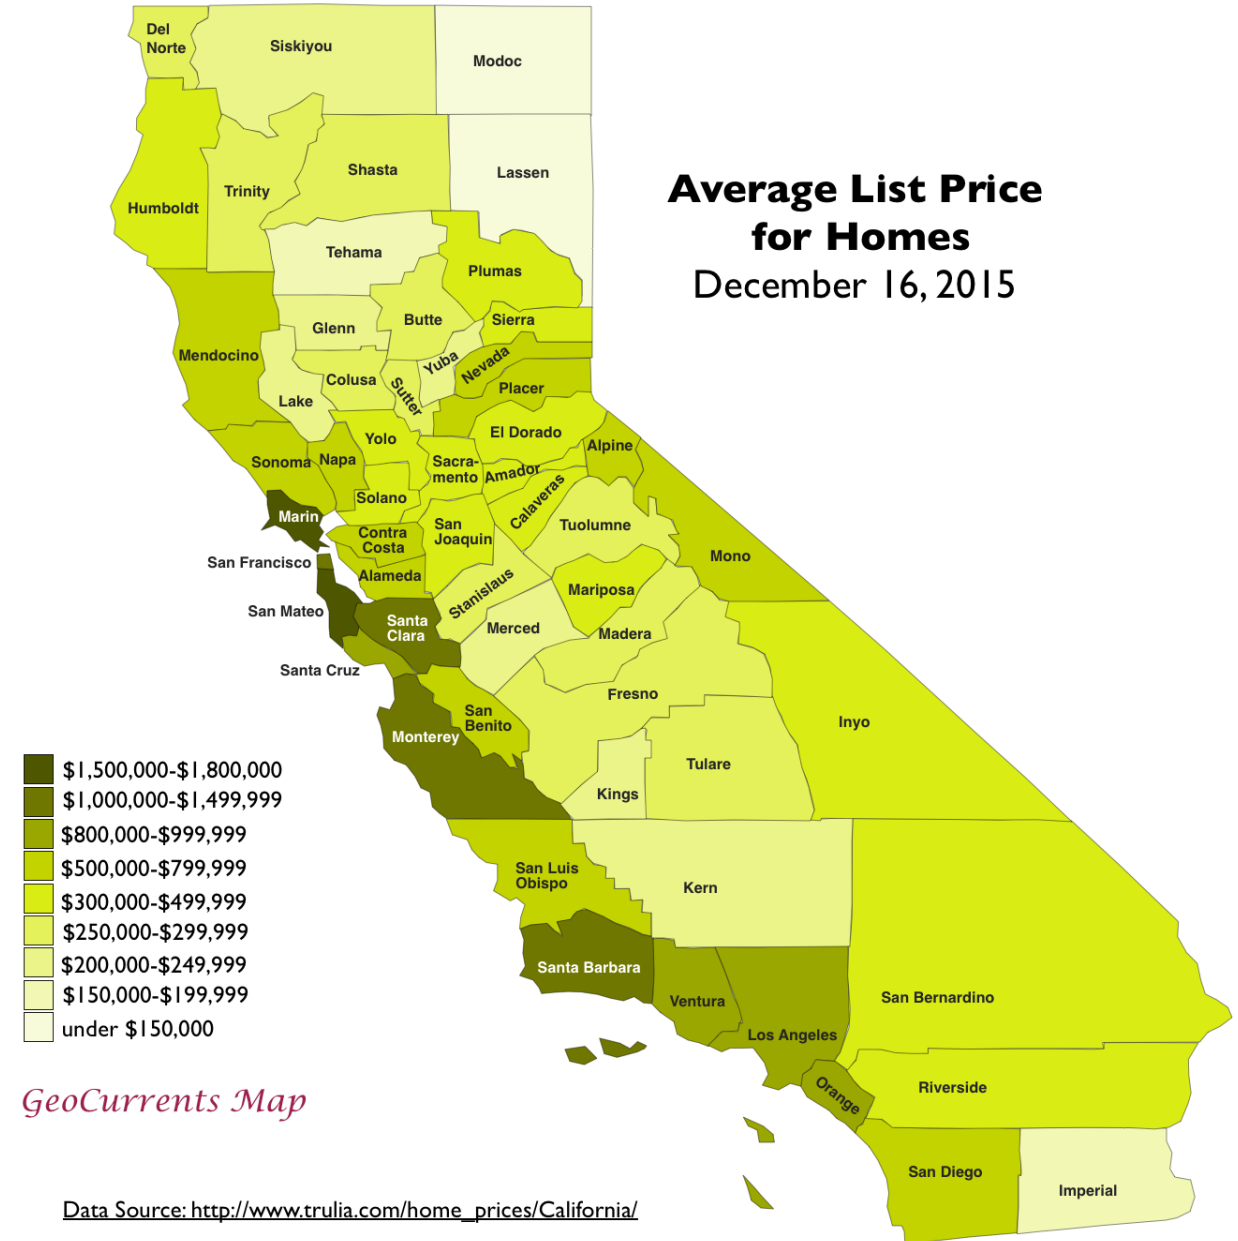 Del
Norte
Siskiyou
Modoc
Humboldt
Trinity
Shasta
Lassen
Average List Price
for Homes
December 16, 2015
Tehama
Plumas
Mendocino
Glenn
Butte
Sierra
Lake
Colusa
Sutter
Yuba
Nevada
Placer
Sonoma
Napa
Yolo
El Dorado
Alpine
Sacra-
mento
Amador
Solano
Calaveras
Marin
Contra
Costa
San
Joaquin
Tuolumne
Mono
San Francisco
Alameda
Stanislaus
Mariposa
San Mateo
Santa
Clara
Merced
Madera
Santa Cruz
Fresno
San
Benito
Monterey
Inyo
Tulare
Kings
$1,500,000-$1,800,000
$1,000,000-$1,499,999
$800,000-$999,999
$500,000-$799,999
$300,000-$499,999
$250,000-$299,999
$200,000-$249,999
$150,000-$199,999
under $150,000
San Luis
Obispo
Kern
Santa Barbara
Ventura
Los Angeles
San Bernardino
Orange
Riverside
San Diego
Imperial
GeoCurrents Map
Data Source: http://www.trulia.com/home_prices/California/